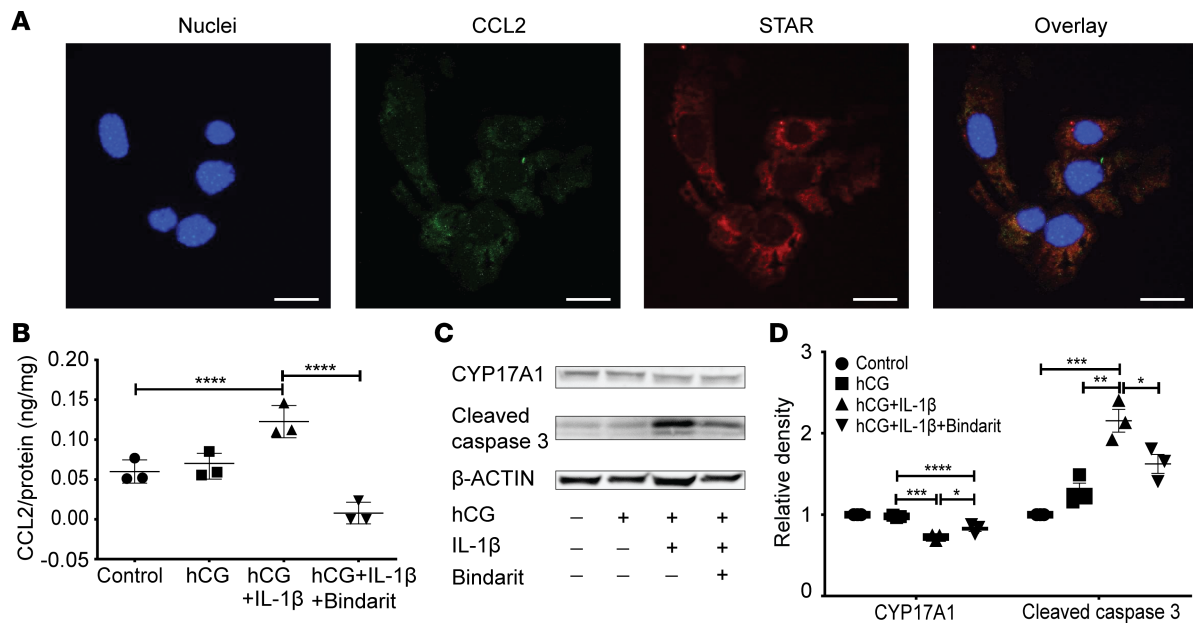 A
Nuclei
CCL2
STAR
Overlay
B
CCL2/protein (ng/mg)
0.20
0.15
0.10
0.05
0.00
-0.05
****
****
Control
hCG
hCG
+IL-1β
hCG+IL-1β
+Bindarit
C
CYP17A1
Cleaved
caspase 3
β-ACTIN
hCG – + + +
IL-1β – – + +
Bindarit – – – +
D
Relative density
3
2
1
0
Control
hCG
hCG+IL-1β
hCG+IL-1β+Bindarit
***
**
*
****
***
*
CYP17A1
Cleaved caspase 3